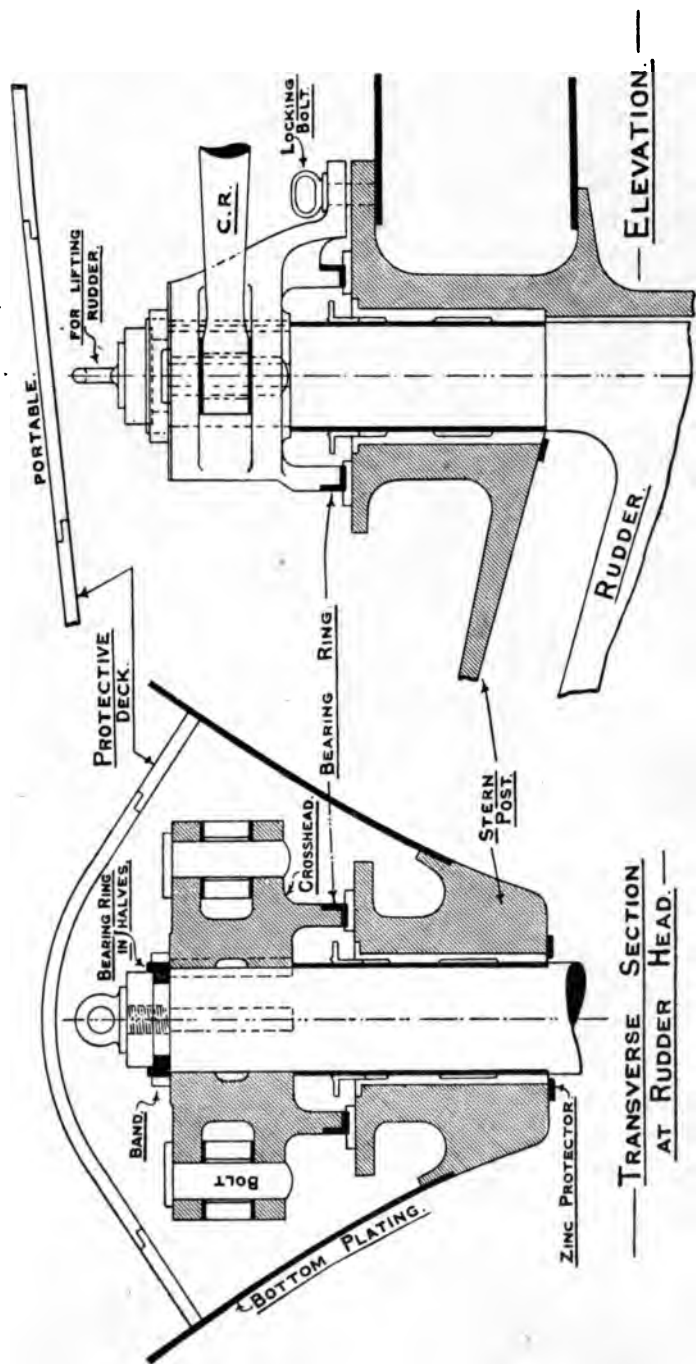 PROTECTIVE
DECK.
PORTABLE.
FOR LIFTING
RUDDER.
C.R.
LOCKING
BOLT.
BAND.
BEARING RING
IN HALVES.
BOLT
CROSSHEAD.
BEARING RING.
BOTTOM PLATING.
STERN
POST.
RUDDER.
ZINC PROTECTOR.
— TRANSVERSE SECTION
AT RUDDER HEAD. —
— ELEVATION. —